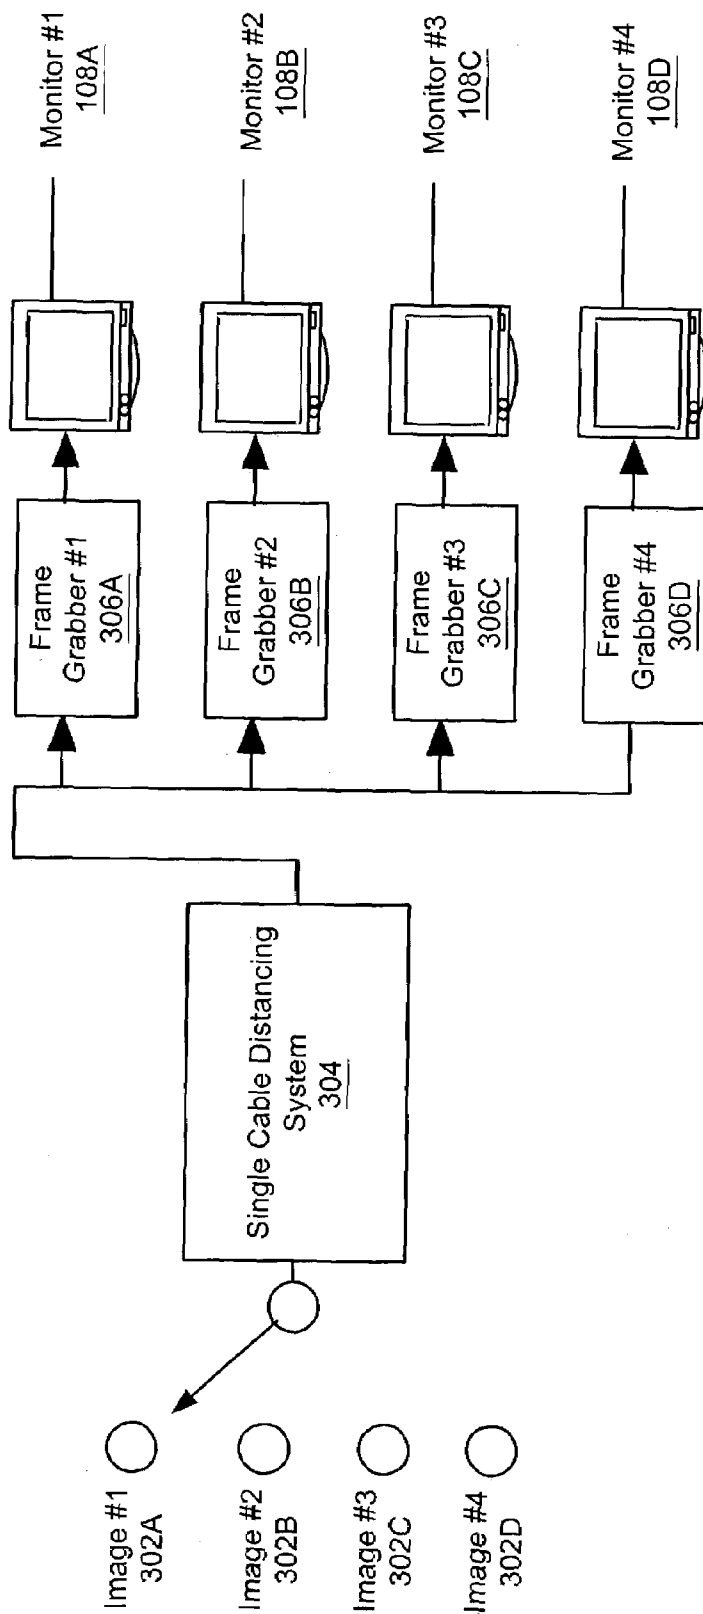 Image #1
302A
Image #2
302B
Image #3
302C
Image #4
302D
Single Cable Distancing
System
304
Frame
Grabber #1
306A
Frame
Grabber #2
306B
Frame
Grabber #3
306C
Frame
Grabber #4
306D
Monitor #1
108A
Monitor #2
108B
Monitor #3
108C
Monitor #4
108D